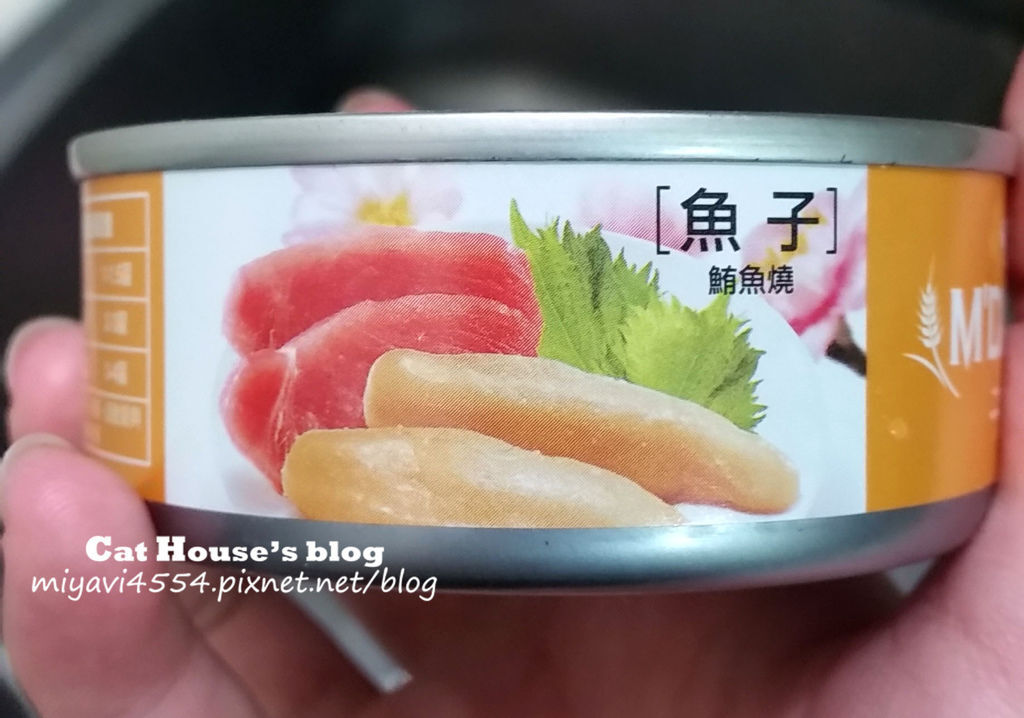 [魚子]
鮪魚燒
M'D
Cat House's blog
miyavi4554.pixnet.net/blog